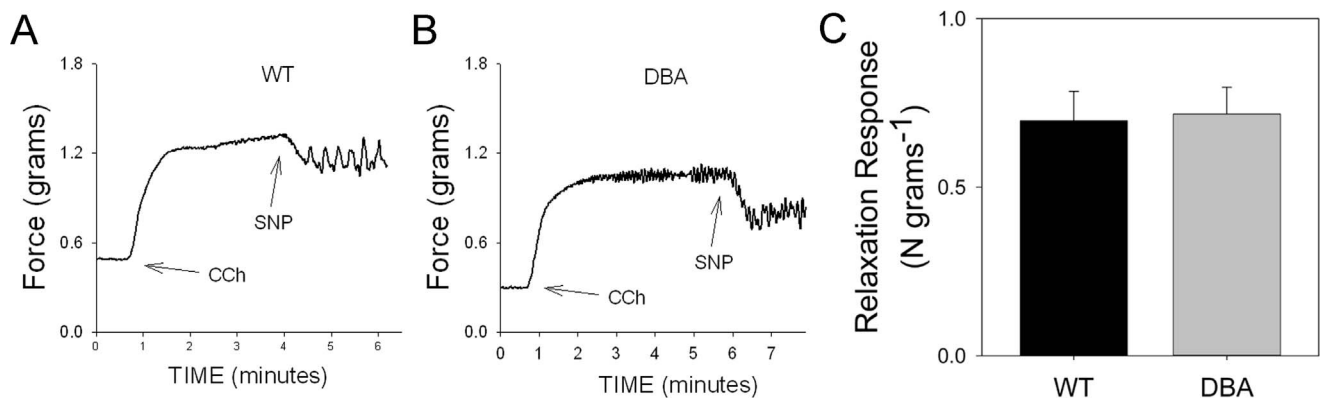 A
WT
Force (grams)
1.8
1.2
0.6
0.0
CCh
SNP
0 1 2 3 4 5 6
TIME (minutes)
B
DBA
Force (grams)
1.8
1.2
0.6
0.0
CCh
SNP
0 1 2 3 4 5 6 7
TIME (minutes)
C
Relaxation Response
(N grams⁻¹)
1.0
0.5
0.0
WT DBA